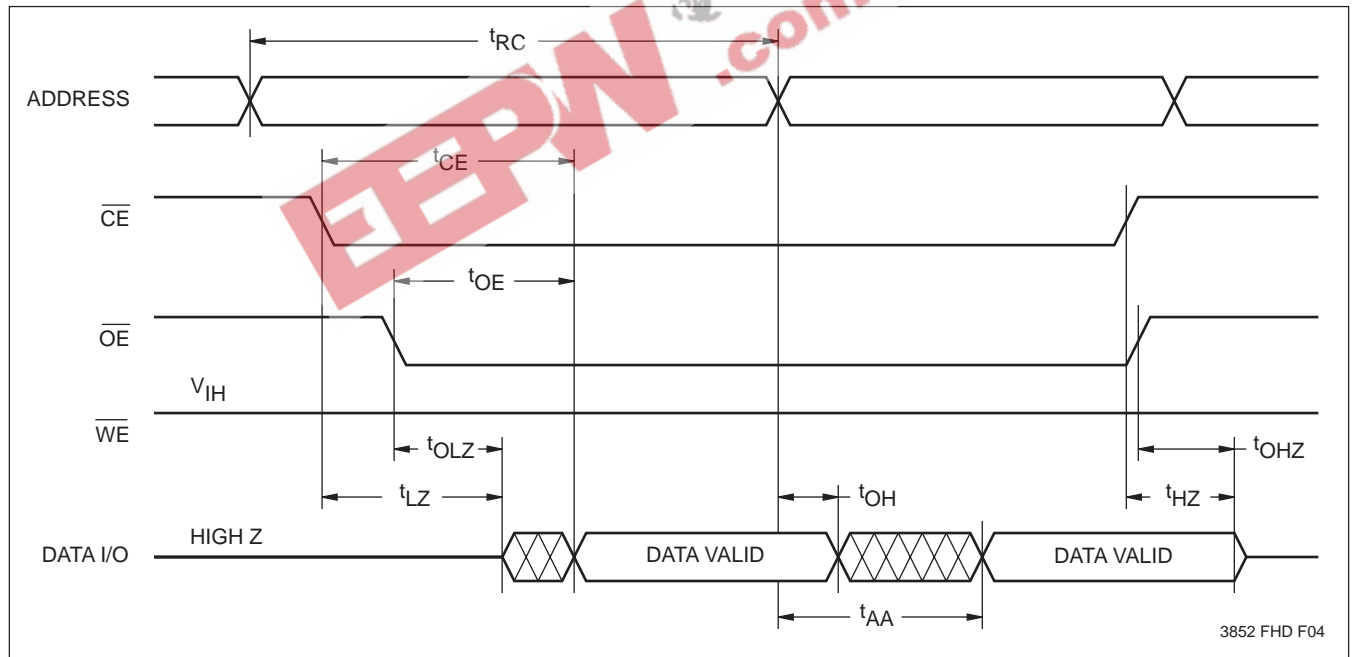 EEPW.com
tRC
ADDRESS
tCE
CE
tOE
OE
VIH
WE
tOLZ
tOHZ
tLZ
tOH
tHZ
HIGH Z
DATA I/O
DATA VALID
DATA VALID
tAA
3852 FHD F04